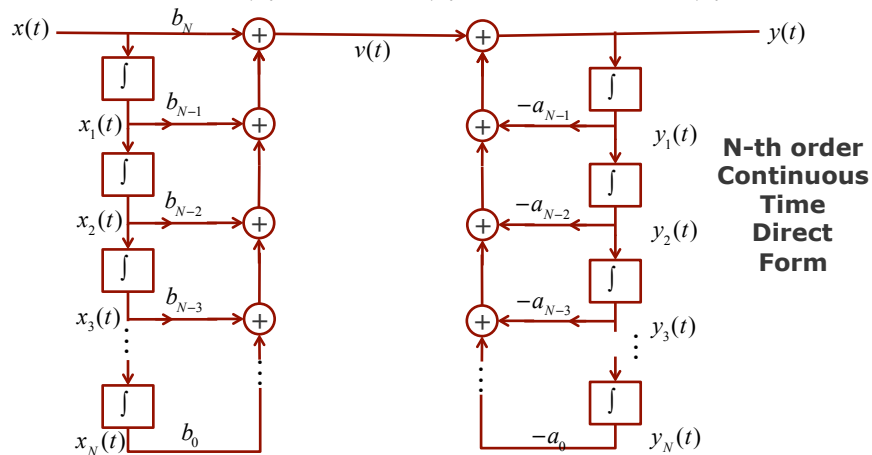 x(t) b_N + v(t) + y(t)
∫ ∫
b_{N−1} −a_{N−1}
x_1(t) + + y_1(t)
∫ ∫
b_{N−2} −a_{N−2}
x_2(t) + + y_2(t)
∫ ∫
b_{N−3} −a_{N−3}
x_3(t) + + y_3(t)
⋮ ⋮ ⋮ ⋮
∫ ∫
x_N(t) b_0 −a_0 y_N(t)
N-th order
Continuous
Time
Direct
Form